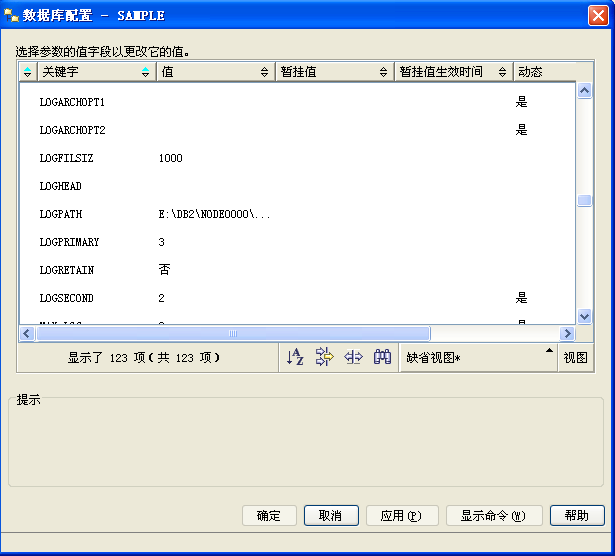 数据库配置 - SAMPLE
选择参数的值字段以更改它的值。
关键字 值 暂挂值 暂挂值生效时间 动态
LOGARCHOPT1 是
LOGARCHOPT2 是
LOGFILSIZ 1000
LOGHEAD
LOGPATH E:\DB2\NODE0000\...
LOGPRIMARY 3
LOGRETAIN 否
LOGSECOND 2 是
显示了 123 项(共 123 项) 缺省视图* 视图
提示
确定 取消 应用(P) 显示命令(W) 帮助